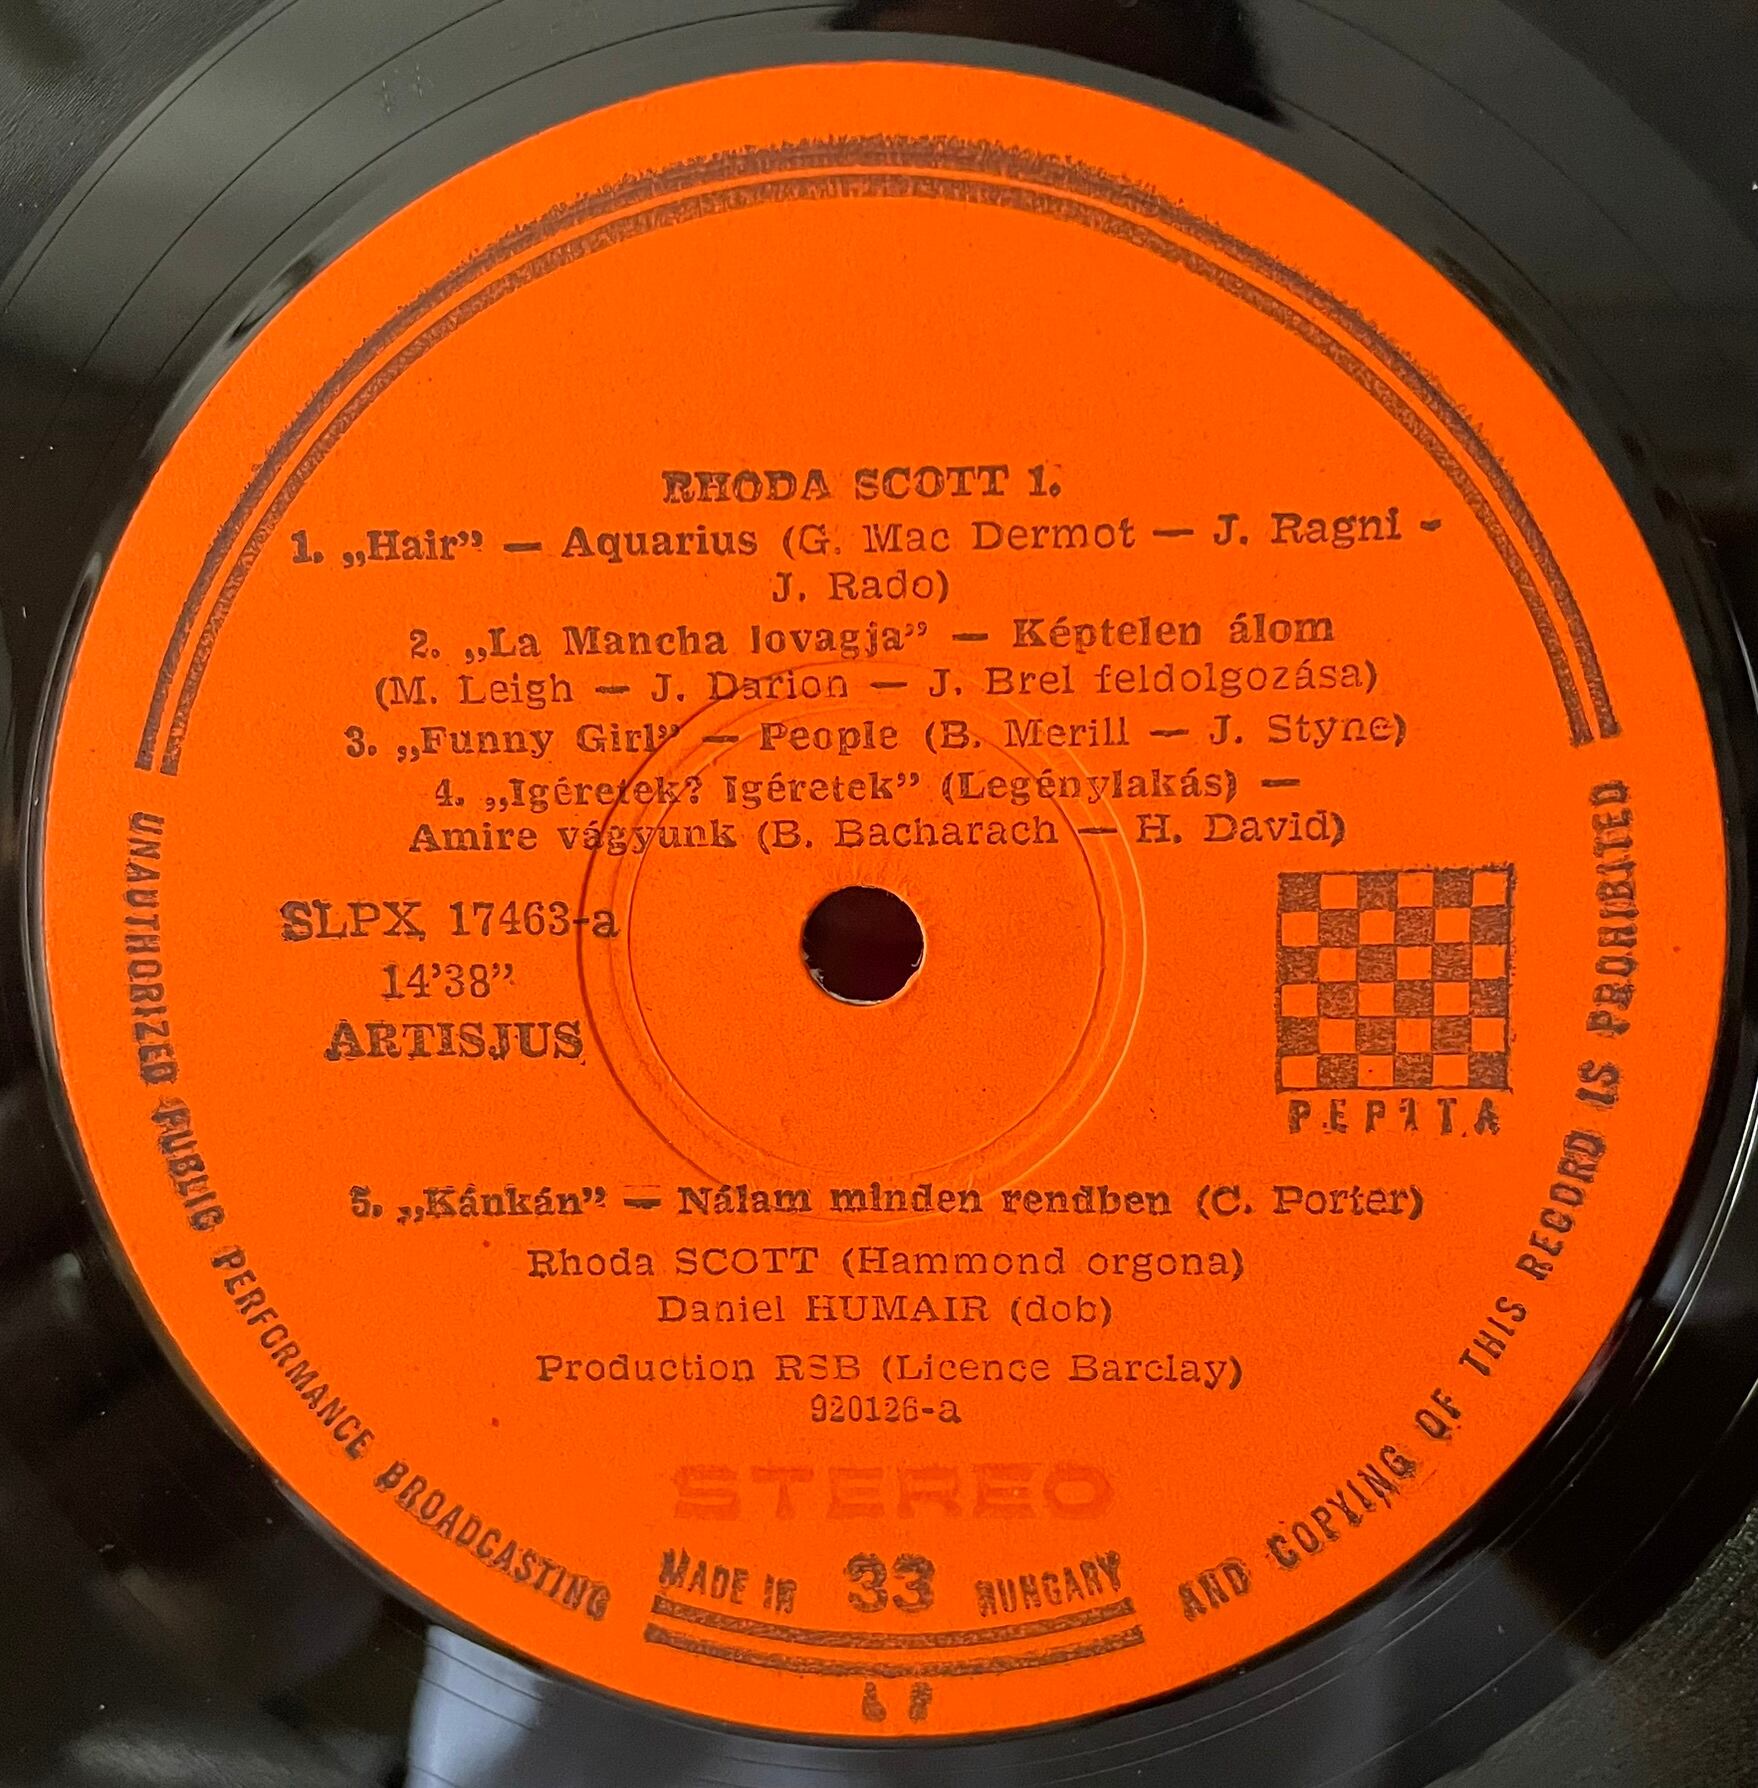 RHODA SCOTT 1.
1. „Hair” — Aquarius (G. Mac Dermot — J. Ragni -
J. Rado)
2. „La Mancha lovagja” — Képtelen álom
(M. Leigh — J. Darion — J. Brel feldolgozása)
3. „Funny Girl” — People (B. Merill — J. Styne)
4. „Igéretek? Igéretek” (Legénylakás) —
Amire vágyunk (B. Bacharach — H. David)
SLPX 17463-a
14’38”
ARTISJUS
PEPITA
5. „Kánkán” — Nálam minden rendben (C. Porter)
Rhoda SCOTT (Hammond orgona)
Daniel HUMAIR (dob)
Production RSB (Licence Barclay)
920126-a
STEREO
MADE IN 33 HUNGARY
LP
UNAUTHORIZED PUBLIC PERFORMANCE BROADCASTING AND COPYING OF THIS RECORD IS PROHIBITED